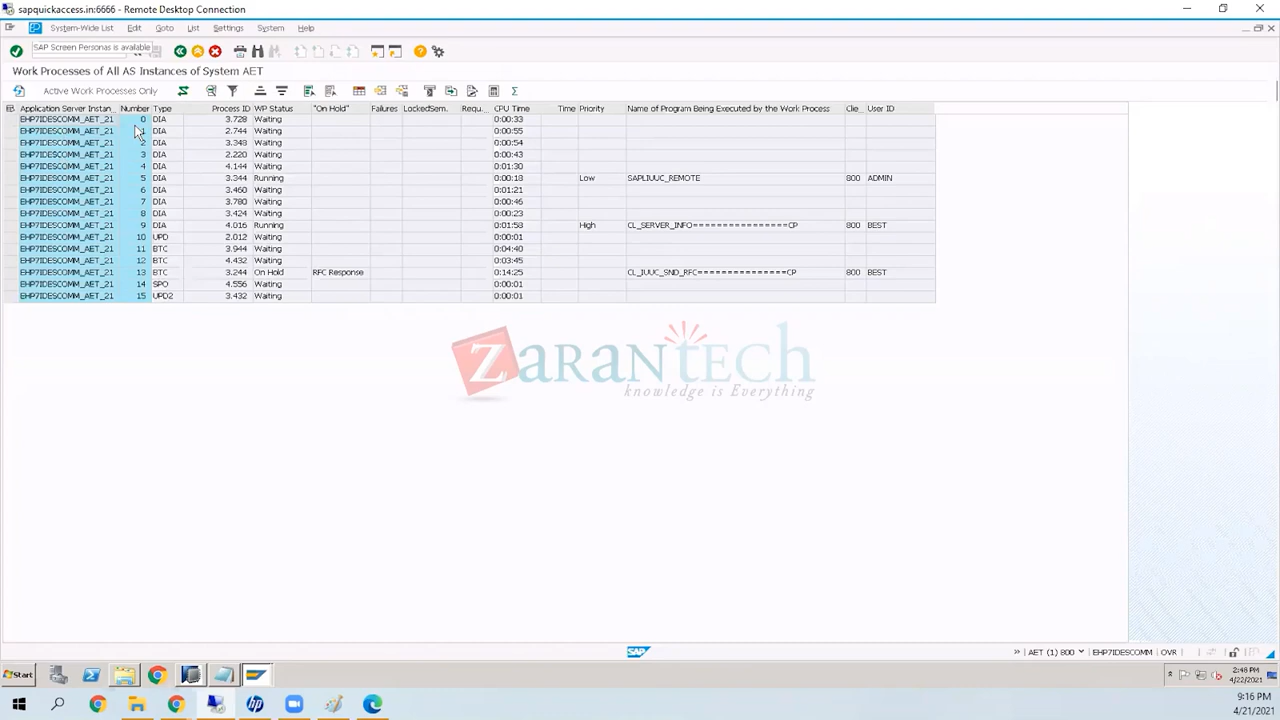 sapquickaccess.in:6666 - Remote Desktop Connection
System-Wide List Edit Goto List Settings System Help
SAP Screen Personas is available
Work Processes of All AS Instances of System AET
Active Work Processes Only
Application Server Instan... Number Type Process ID WP Status "On Hold" Failures LockedSem. Requ... CPU Time Time Priority Name of Program Being Executed by the Work Process Clie... User ID
EHP7IDESCOMM_AET_21 0 DIA 3.728 Waiting 0:00:33
EHP7IDESCOMM_AET_21 1 DIA 2.744 Waiting 0:00:55
EHP7IDESCOMM_AET_21 2 DIA 3.348 Waiting 0:00:54
EHP7IDESCOMM_AET_21 3 DIA 2.220 Waiting 0:00:43
EHP7IDESCOMM_AET_21 4 DIA 4.144 Waiting 0:01:30
EHP7IDESCOMM_AET_21 5 DIA 3.344 Running 0:00:18 Low SAPLIUUC_REMOTE 800 ADMIN
EHP7IDESCOMM_AET_21 6 DIA 3.460 Waiting 0:01:21
EHP7IDESCOMM_AET_21 7 DIA 3.780 Waiting 0:00:46
EHP7IDESCOMM_AET_21 8 DIA 3.424 Waiting 0:00:23
EHP7IDESCOMM_AET_21 9 DIA 4.016 Running 0:01:58 High CL_SERVER_INFO================CP 800 BEST
EHP7IDESCOMM_AET_21 10 UPD 2.012 Waiting 0:00:01
EHP7IDESCOMM_AET_21 11 BTC 3.944 Waiting 0:04:40
EHP7IDESCOMM_AET_21 12 BTC 4.432 Waiting 0:03:45
EHP7IDESCOMM_AET_21 13 BTC 3.244 On Hold RFC Response 0:14:25 CL_IUUC_SND_RFC===============CP 800 BEST
EHP7IDESCOMM_AET_21 14 SPO 4.556 Waiting 0:00:01
EHP7IDESCOMM_AET_21 15 UPD2 3.432 Waiting 0:00:01
ZARANTECH
knowledge is Everything
SAP
AET (1) 800 EHP7IDESCOMM OVR
Start
2:48 PM
4/22/2021
9:16 PM
4/21/2021